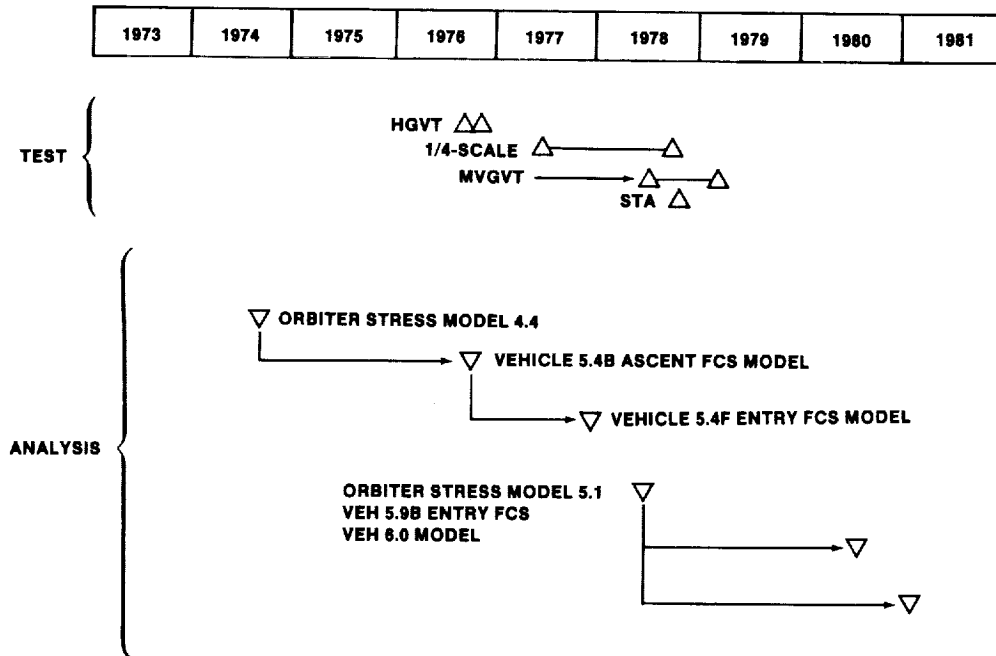 1973 1974 1975 1976 1977 1978 1979 1980 1981
HGVT
TEST
1/4-SCALE
MVGVT
STA
ORBITER STRESS MODEL 4.4
VEHICLE 5.4B ASCENT FCS MODEL
VEHICLE 5.4F ENTRY FCS MODEL
ANALYSIS
ORBITER STRESS MODEL 5.1
VEH 5.9B ENTRY FCS
VEH 6.0 MODEL